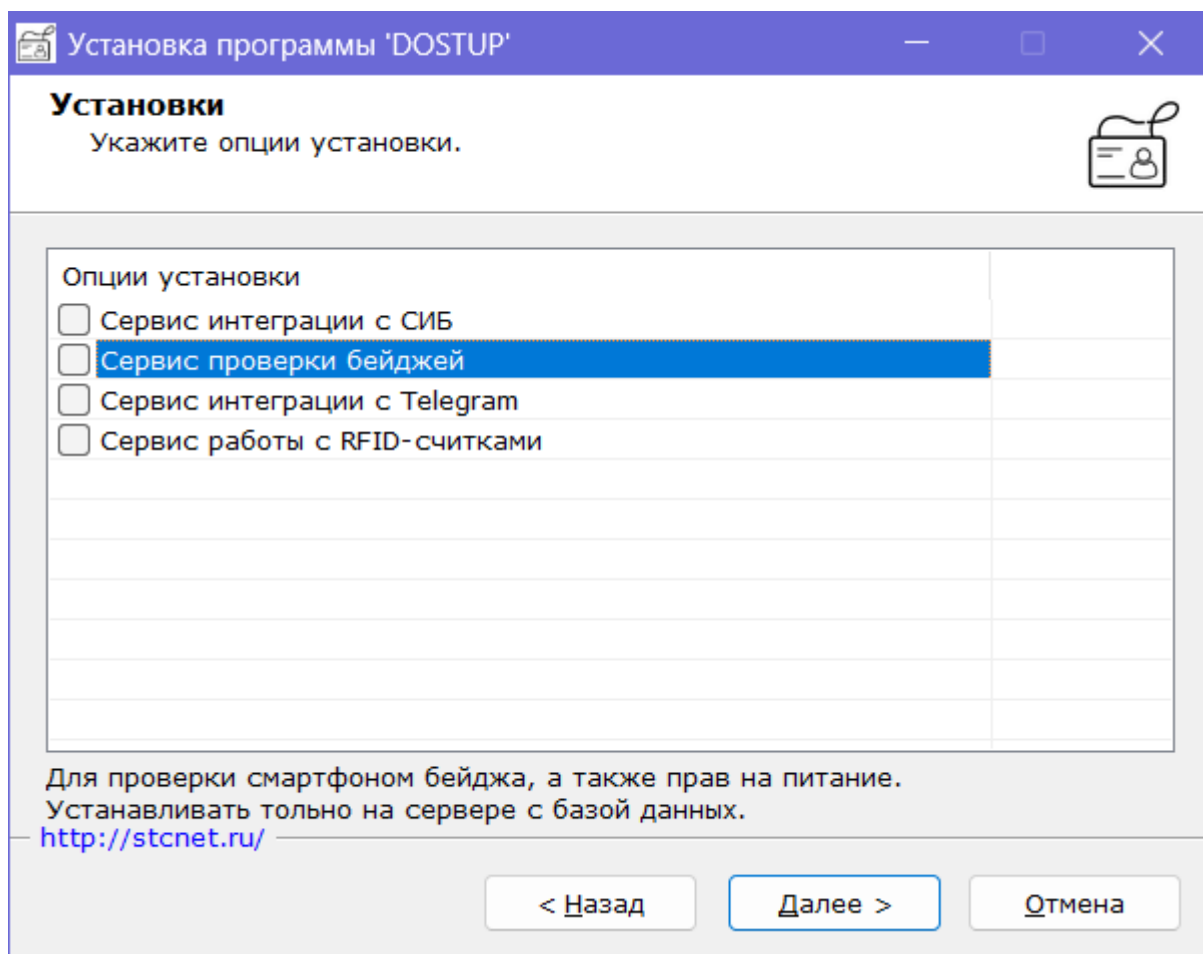 Установка программы 'DOSTUP'
Установки
Укажите опции установки.
Опции установки
Сервис интеграции с СИБ
Сервис проверки бейджей
Сервис интеграции с Telegram
Сервис работы с RFID-считками
Для проверки смартфоном бейджа, а также прав на питание.
Устанавливать только на сервере с базой данных.
http://stcnet.ru/
< Назад Далее > Отмена